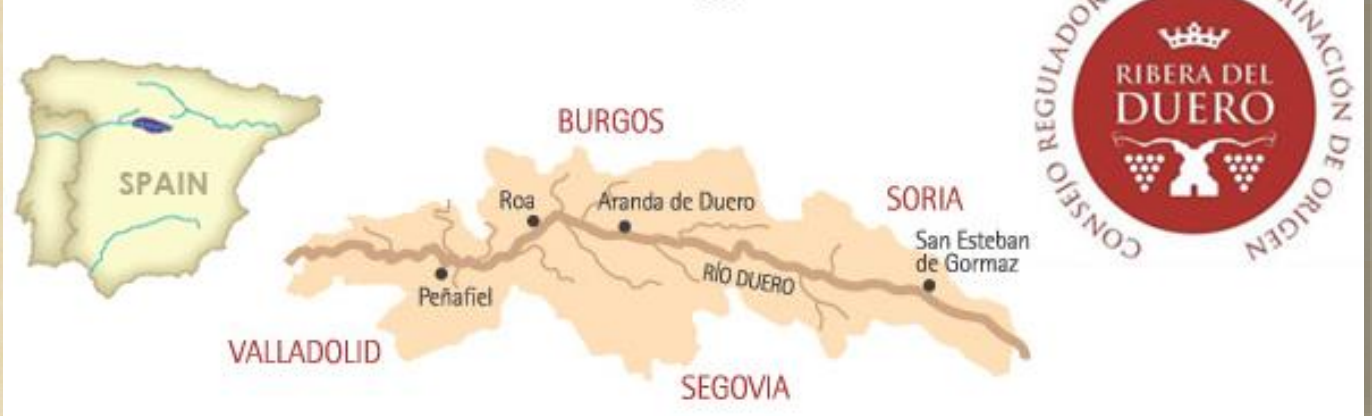 SPAIN
BURGOS
SORIA
VALLADOLID
SEGOVIA
Roa
Aranda de Duero
Peñafiel
RÍO DUERO
San Esteban
de Gormaz
CONSEJO REGULADOR
RIBERA DEL
DUERO
DE ORIGEN